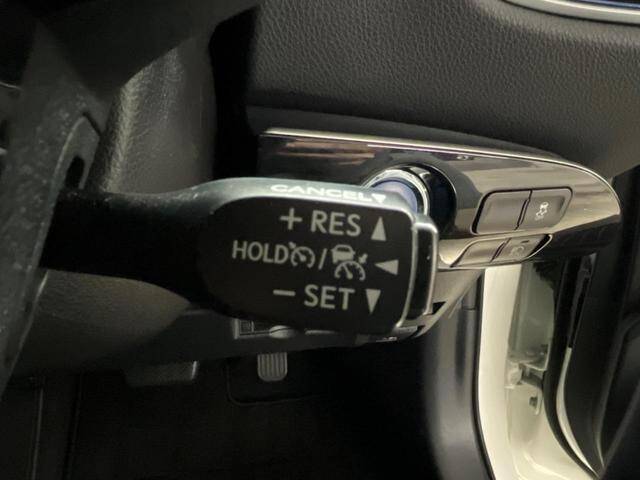 CANCEL▼
+ RES ▲
HOLD / ◄
− SET ▼